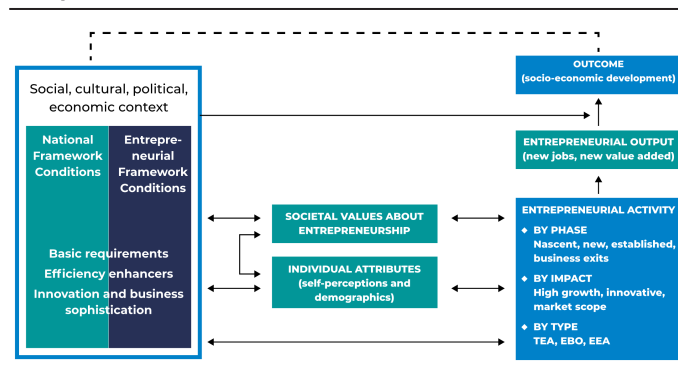 Social, cultural, political,
economic context
National
Framework
Conditions
Entrepre-
neurial
Framework
Conditions
Basic requirements
Efficiency enhancers
Innovation and business
sophistication
SOCIETAL VALUES ABOUT
ENTREPRENEURSHIP
INDIVIDUAL ATTRIBUTES
(self-perceptions and
demographics)
OUTCOME
(socio-economic development)
ENTREPRENEURIAL OUTPUT
(new jobs, new value added)
ENTREPRENEURIAL ACTIVITY
◆ BY PHASE
Nascent, new, established,
business exits
◆ BY IMPACT
High growth, innovative,
market scope
◆ BY TYPE
TEA, EBO, EEA